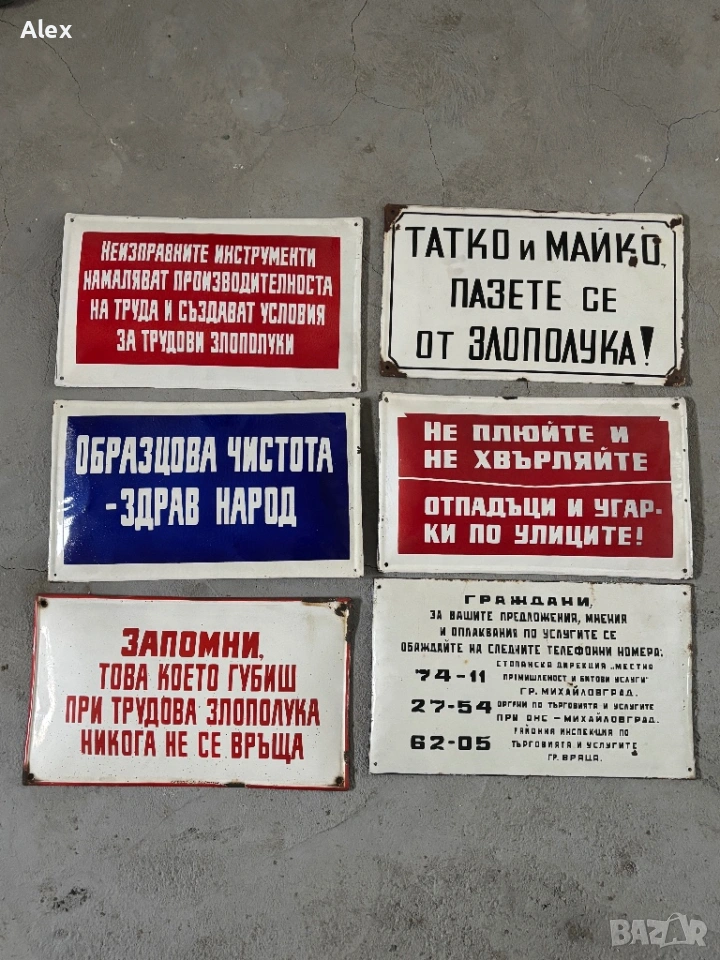 Alex
НЕИЗПРАВНИТЕ ИНСТРУМЕНТИ
НАМАЛЯВАТ ПРОИЗВОДИТЕЛНОСТА
НА ТРУДА И СЪЗДАВАТ УСЛОВИЯ
ЗА ТРУДОВИ ЗЛОПОЛУКИ
ТАТКО И МАЙКО,
ПАЗЕТЕ СЕ
ОТ ЗЛОПОЛУКА!
ОБРАЗЦОВА ЧИСТОТА
-ЗДРАВ НАРОД
НЕ ПЛЮЙТЕ И
НЕ ХВЪРЛЯЙТЕ
ОТПАДЪЦИ И УГАР-
КИ ПО УЛИЦИТЕ!
ЗАПОМНИ,
ТОВА КОЕТО ГУБИШ
ПРИ ТРУДОВА ЗЛОПОЛУКА
НИКОГА НЕ СЕ ВРЪЩА
ГРАЖДАНИ,
ЗА ВАШИТЕ ПРЕДЛОЖЕНИЯ, МНЕНИЯ
И ОПЛАКВАНИЯ ПО УСЛУГИТЕ СЕ
ОБАЖДАЙТЕ НА СЛЕДНИТЕ ТЕЛЕФОННИ НОМЕРА:
СТОПАНСКА ДИРЕКЦИЯ „МЕСТНА
74-11 ПРОМИШЛЕНОСТ И БИТОВИ УСЛУГИ"
ГР. МИХАЙЛОВГРАД.
27-54 ОРГАНИ ПО ТЪРГОВИЯТА И УСЛУГИТЕ
ПРИ ОНС – МИХАЙЛОВГРАД.
РАЙОННА ИНСПЕКЦИЯ ПО
62-05 ТЪРГОВИЯТА И УСЛУГИТЕ
ГР. ВРАЦА.
BAZAR